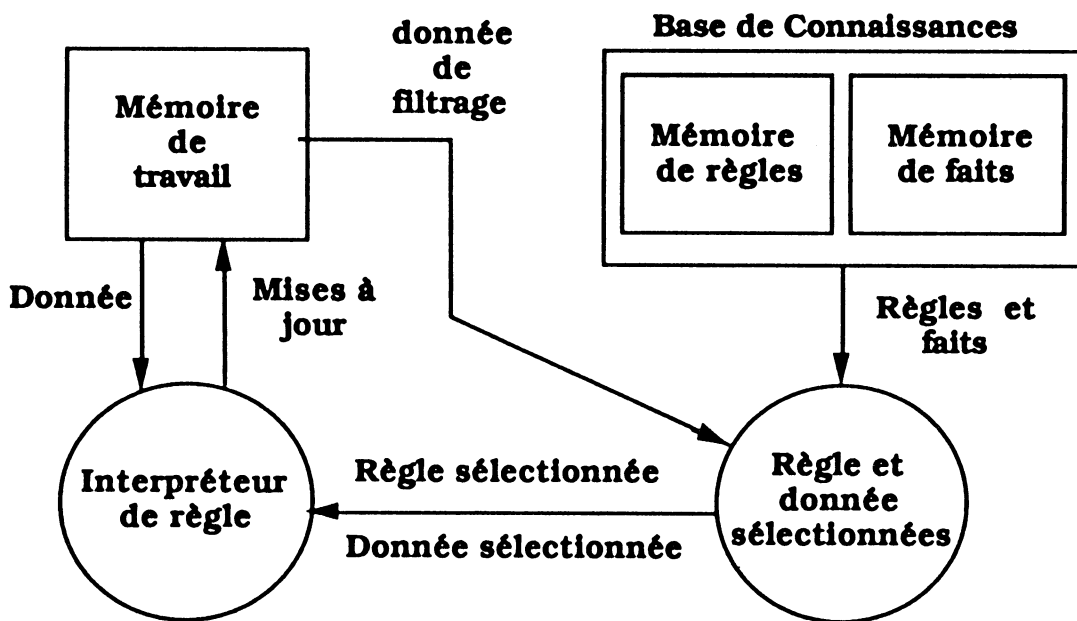 donnée
de
filtrage
Base de Connaissances
Mémoire
de
travail
Mémoire
de règles
Mémoire
de faits
Donnée
Mises à
jour
Règles et
faits
Interpréteur
de règle
Règle sélectionnée
Donnée sélectionnée
Règle et
donnée
sélectionnées